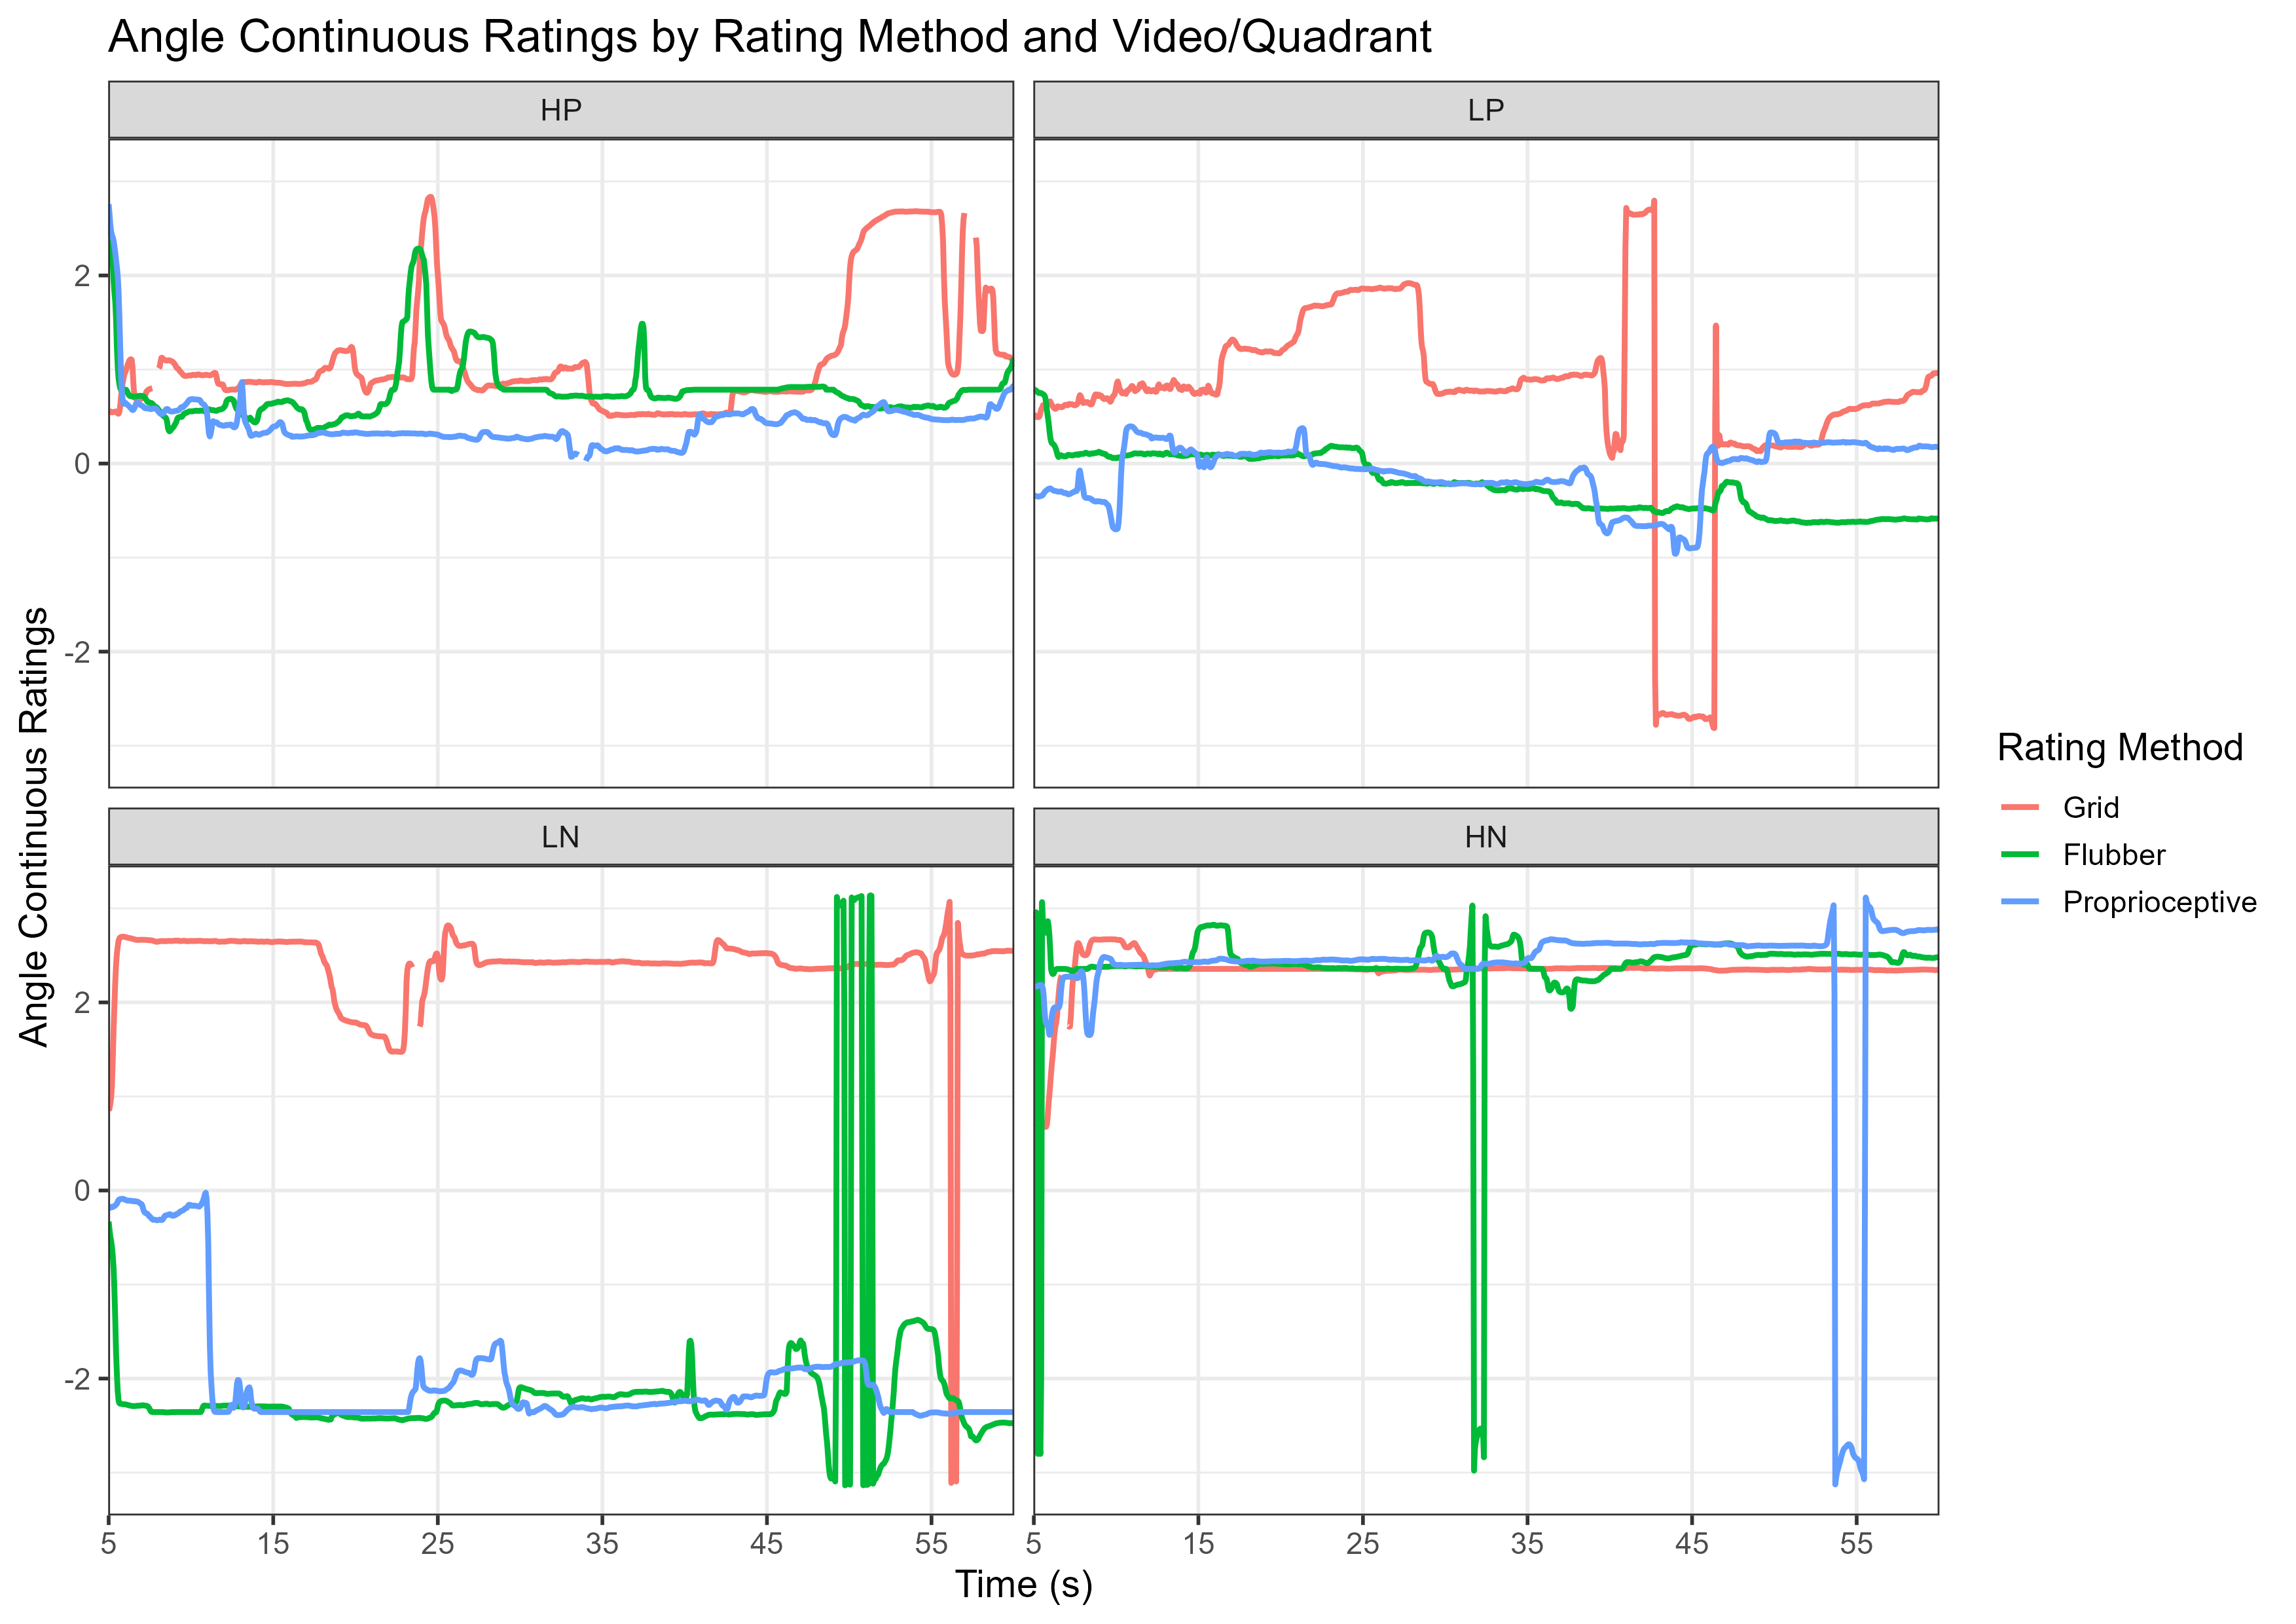 Angle Continuous Ratings by Rating Method and Video/Quadrant
HP
LP
2
0
-2
LN
HN
2
0
-2
5 15 25 35 45 55 5 15 25 35 45 55
Time (s)
Angle Continuous Ratings
Rating Method
Grid
Flubber
Proprioceptive